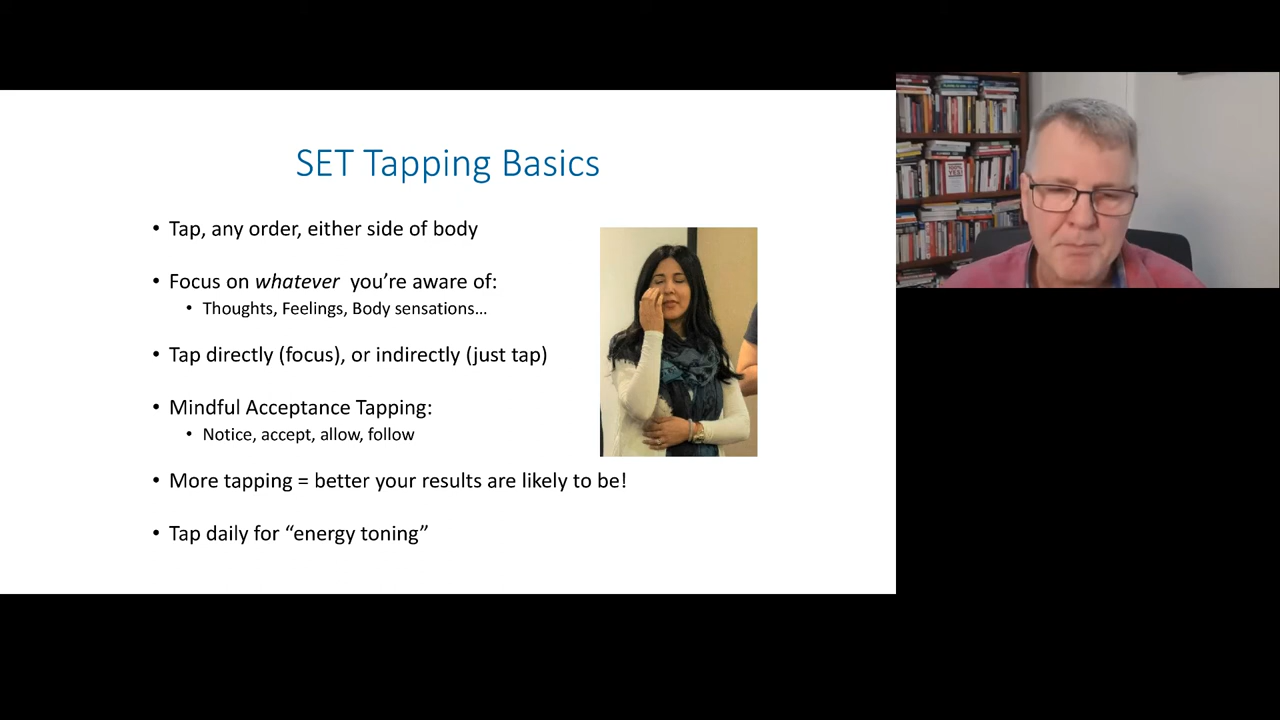 SET Tapping Basics
• Tap, any order, either side of body
• Focus on whatever you’re aware of:
• Thoughts, Feelings, Body sensations…
• Tap directly (focus), or indirectly (just tap)
• Mindful Acceptance Tapping:
• Notice, accept, allow, follow
• More tapping = better your results are likely to be!
• Tap daily for “energy toning”